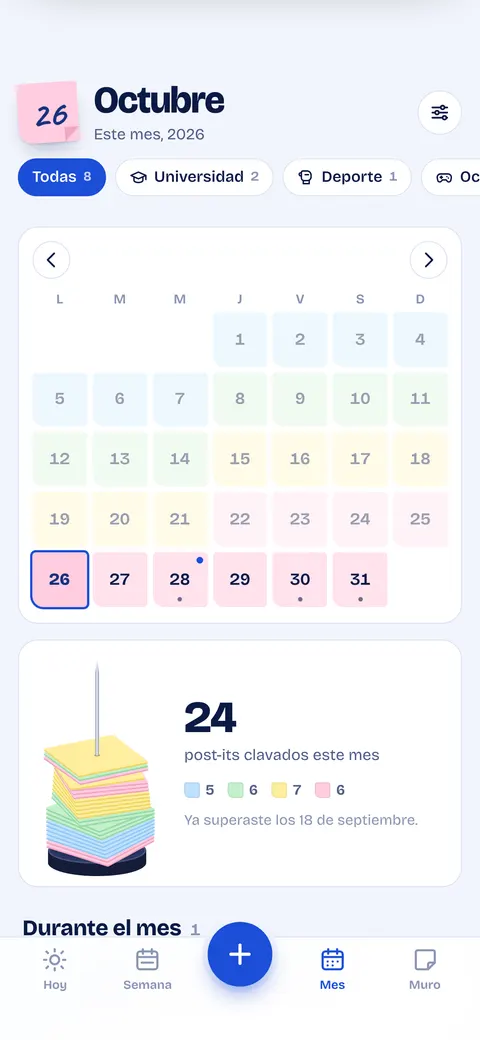 26
Octubre
Este mes, 2026
Todas 8
Universidad 2
Deporte 1
Oc
L M M J V S D
1 2 3 4
5 6 7 8 9 10 11
12 13 14 15 16 17 18
19 20 21 22 23 24 25
26 27 28 29 30 31
24
post-its clavados este mes
5 6 7 6
Ya superaste los 18 de septiembre.
Durante el mes 1
Hoy Semana Mes Muro